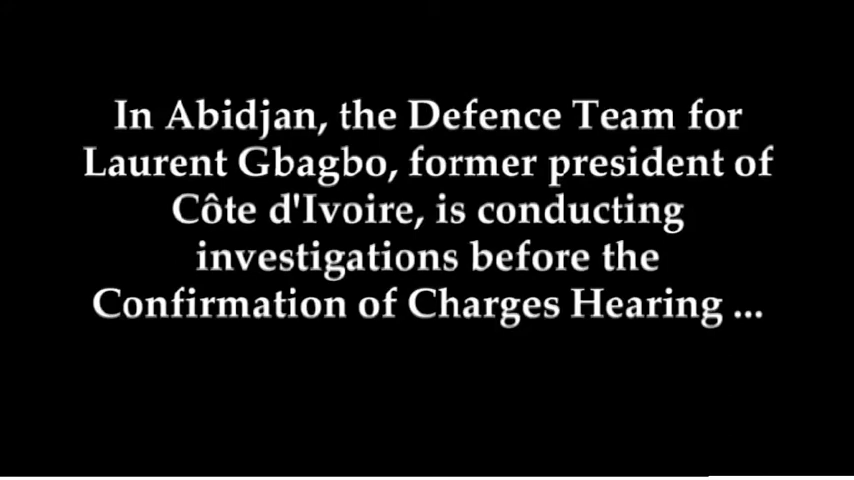 In Abidjan, the Defence Team for
Laurent Gbagbo, former president of
Côte d'Ivoire, is conducting
investigations before the
Confirmation of Charges Hearing ...